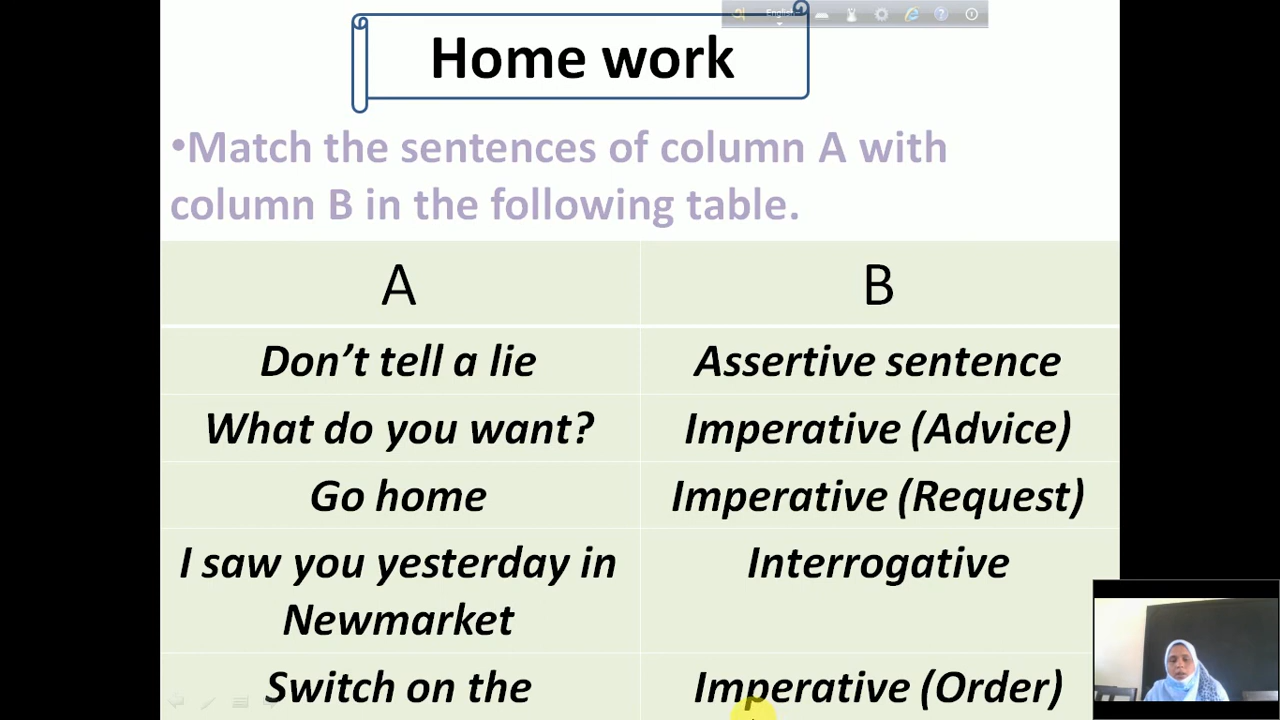 English
Home work
•Match the sentences of column A with
column B in the following table.
A B
Don’t tell a lie Assertive sentence
What do you want? Imperative (Advice)
Go home Imperative (Request)
I saw you yesterday in Interrogative
Newmarket
Switch on the Imperative (Order)